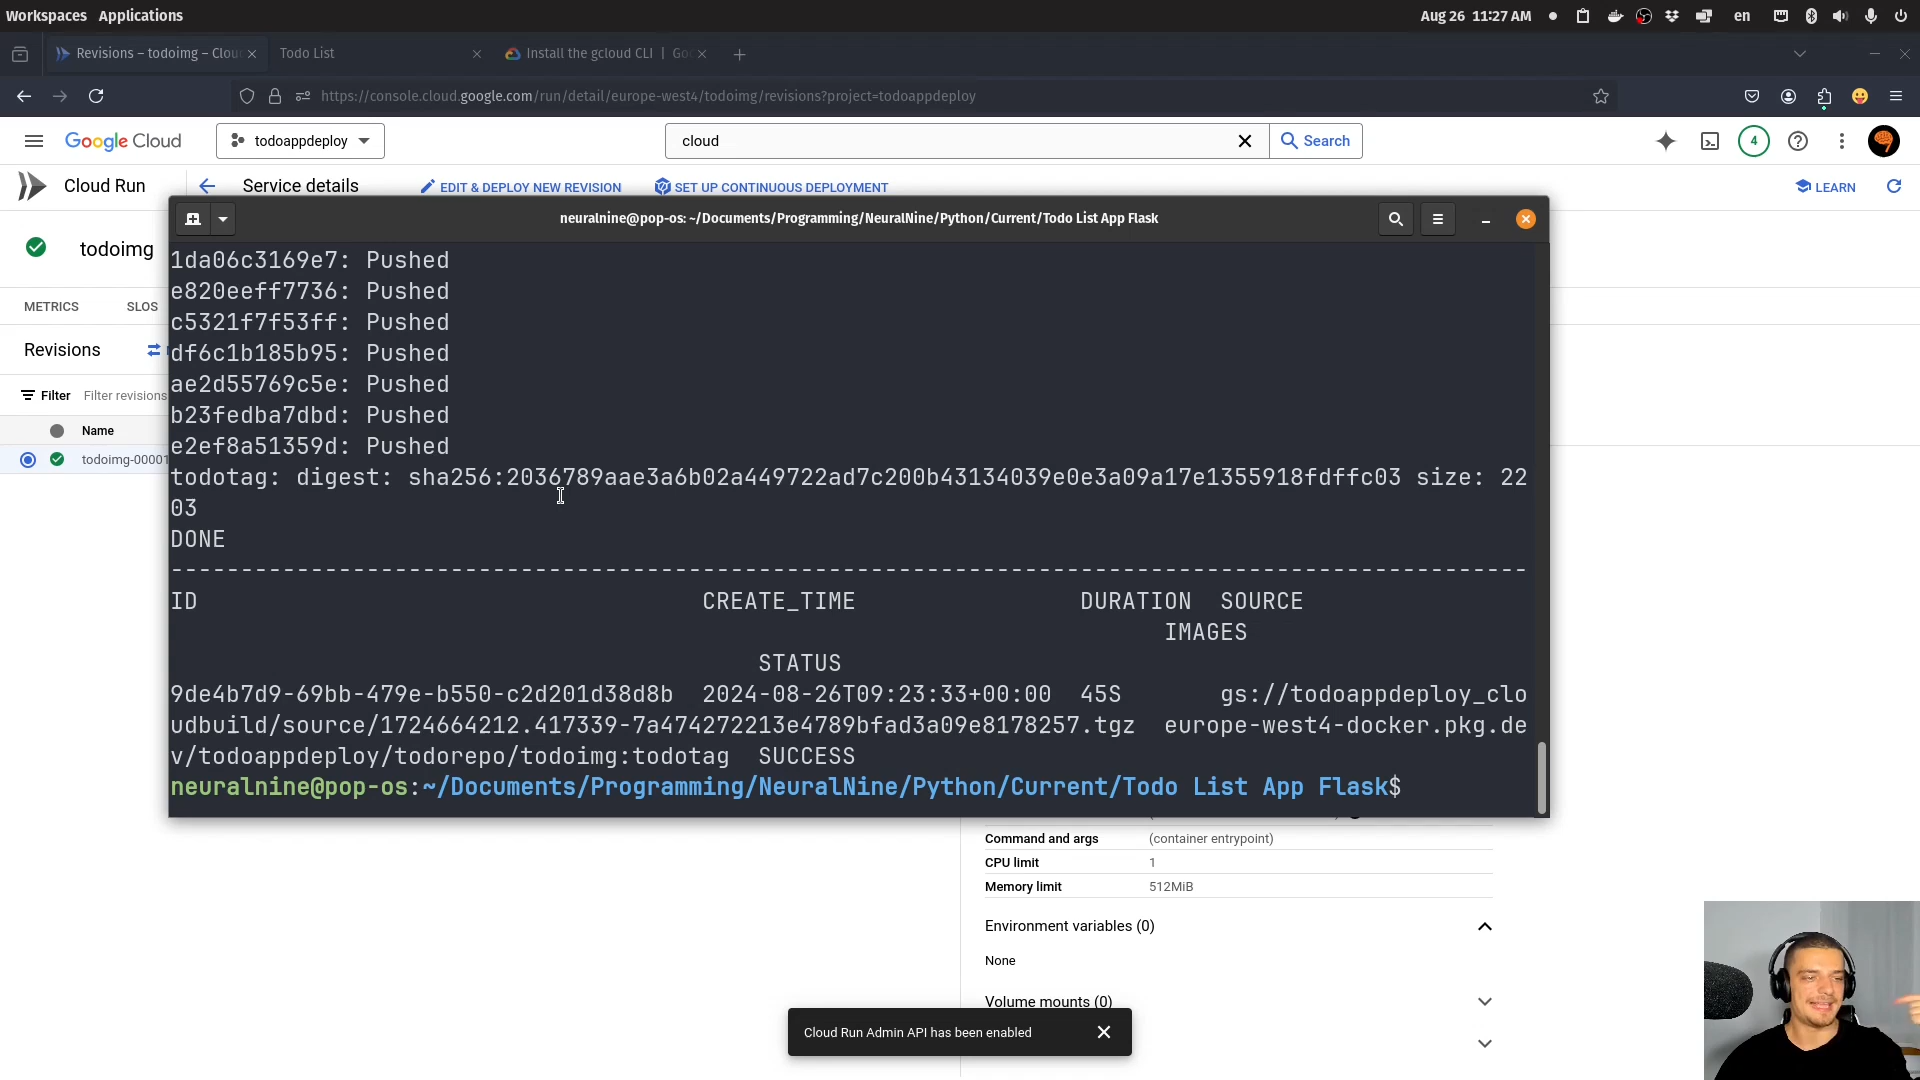 Workspaces Applications
Aug 26 11:27 AM
en
Revisions – todoimg – Clou
Todo List
Install the gcloud CLI | Goo
https://console.cloud.google.com/run/detail/europe-west4/todoimg/revisions?project=todoappdeploy
Google Cloud
todoappdeploy
cloud
Search
4
Cloud Run
Service details
EDIT & DEPLOY NEW REVISION
SET UP CONTINUOUS DEPLOYMENT
LEARN
neuralnine@pop-os: ~/Documents/Programming/NeuralNine/Python/Current/Todo List App Flask
todoimg
METRICS
SLOS
Revisions
Filter
Filter revisions
Name
todoimg-00001
1da06c3169e7: Pushed
e820eeff7736: Pushed
c5321f7f53ff: Pushed
df6c1b185b95: Pushed
ae2d55769c5e: Pushed
b23fedba7dbd: Pushed
e2ef8a51359d: Pushed
todotag: digest: sha256:2036789aae3a6b02a449722ad7c200b43134039e0e3a09a17e1355918fdffc03 size: 22
03
DONE
--------------------------------------------------------------------------------
ID CREATE_TIME DURATION SOURCE
IMAGES
STATUS
9de4b7d9-69bb-479e-b550-c2d201d38d8b 2024-08-26T09:23:33+00:00 45S gs://todoappdeploy_clo
udbuild/source/1724664212.417339-7a474272213e4789bfad3a09e8178257.tgz europe-west4-docker.pkg.de
v/todoappdeploy/todorepo/todoimg:todotag SUCCESS
neuralnine@pop-os:~/Documents/Programming/NeuralNine/Python/Current/Todo List App Flask$
Command and args (container entrypoint)
CPU limit 1
Memory limit 512MiB
Environment variables (0)
None
Volume mounts (0)
Cloud Run Admin API has been enabled